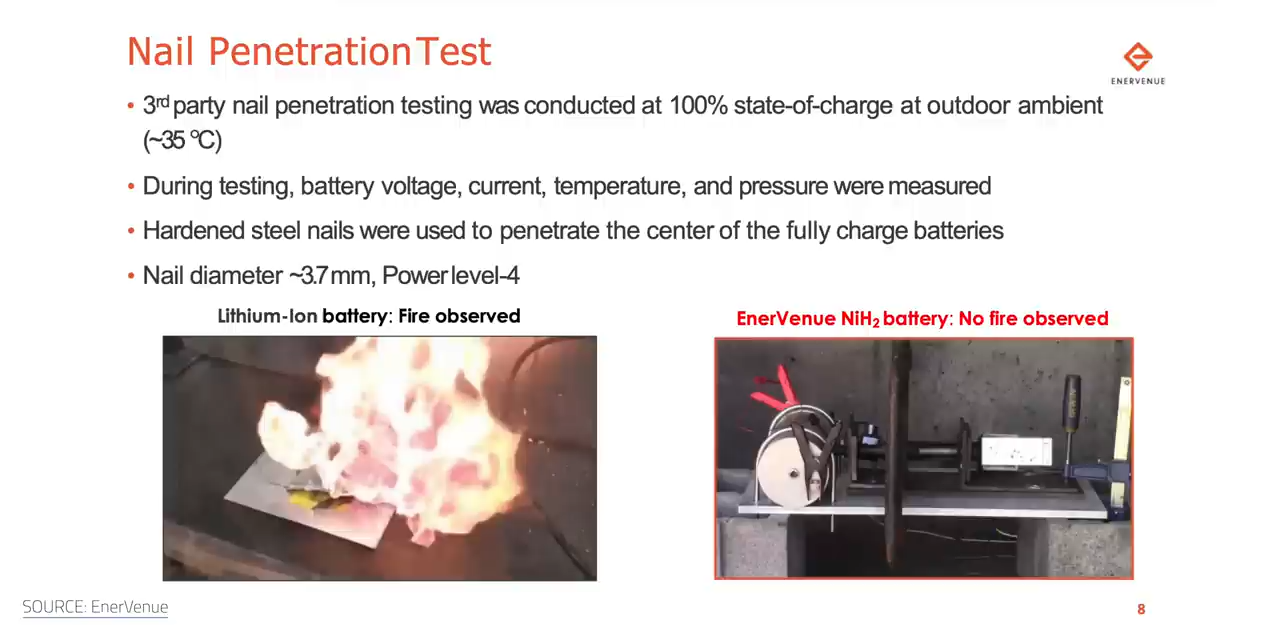 Nail Penetration Test
ENERVENUE
• 3rd party nail penetration testing was conducted at 100% state-of-charge at outdoor ambient
(~35 °C)
• During testing, battery voltage, current, temperature, and pressure were measured
• Hardened steel nails were used to penetrate the center of the fully charge batteries
• Nail diameter ~3.7 mm, Power level-4
Lithium-Ion battery: Fire observed
EnerVenue NiH2 battery: No fire observed
SOURCE: EnerVenue
8